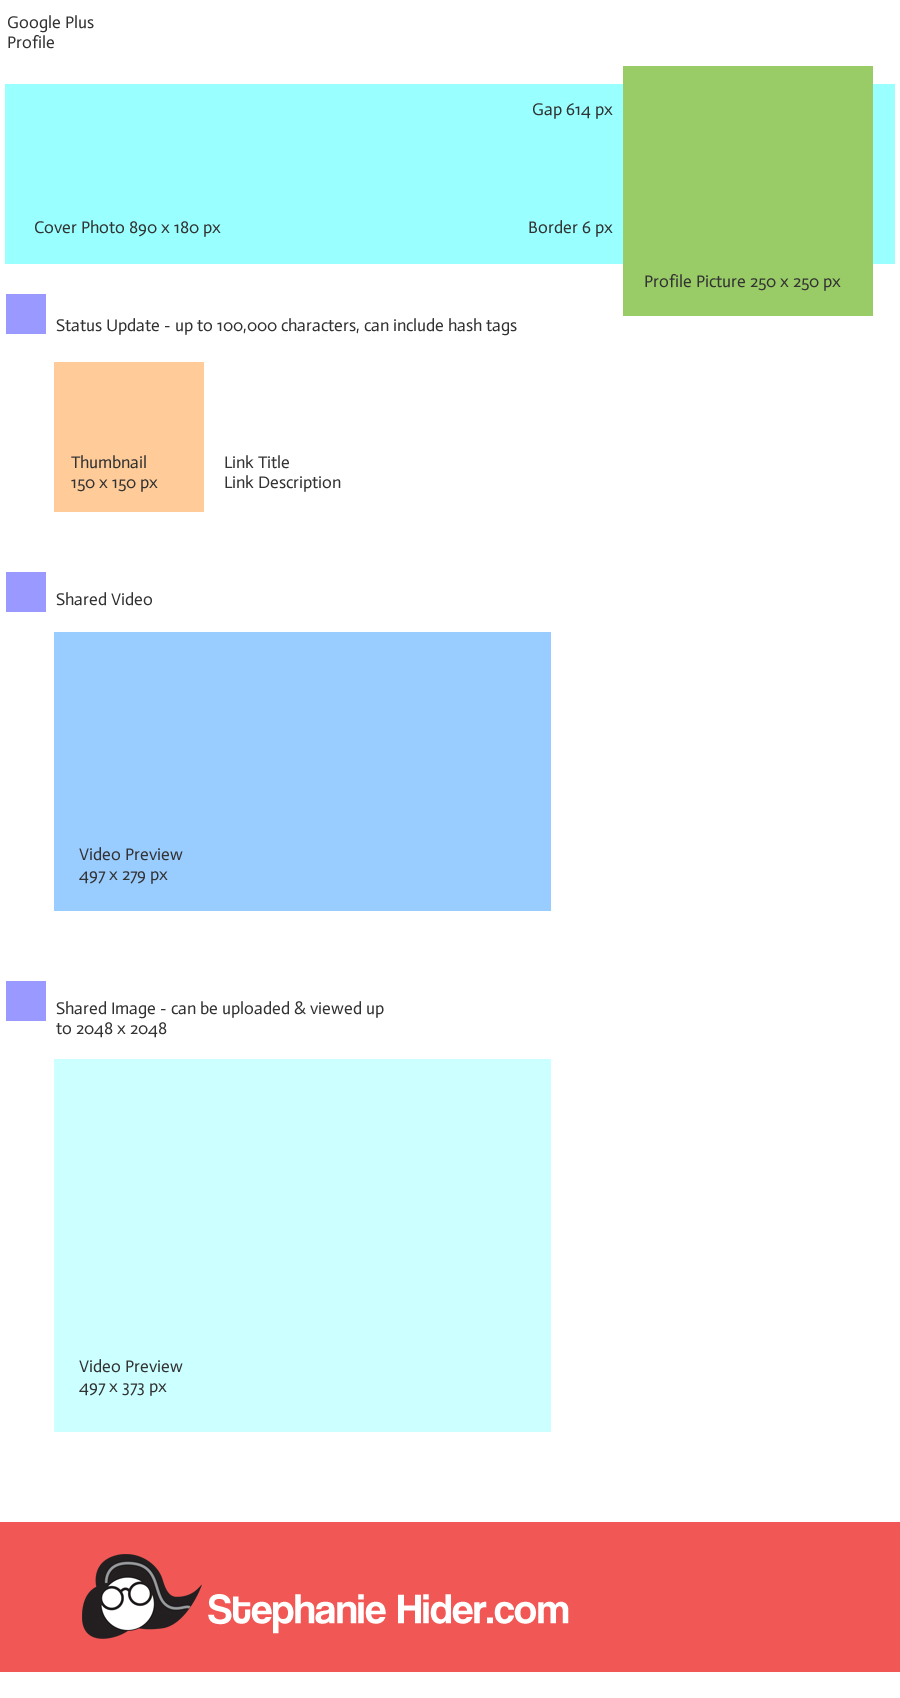 Google Plus
Profile
Gap 614 px
Cover Photo 890 x 180 px
Border 6 px
Profile Picture 250 x 250 px
Status Update - up to 100,000 characters, can include hash tags
Thumbnail
150 x 150 px
Link Title
Link Description
Shared Video
Video Preview
497 x 279 px
Shared Image - can be uploaded & viewed up
to 2048 x 2048
Video Preview
497 x 373 px
Stephanie Hider.com